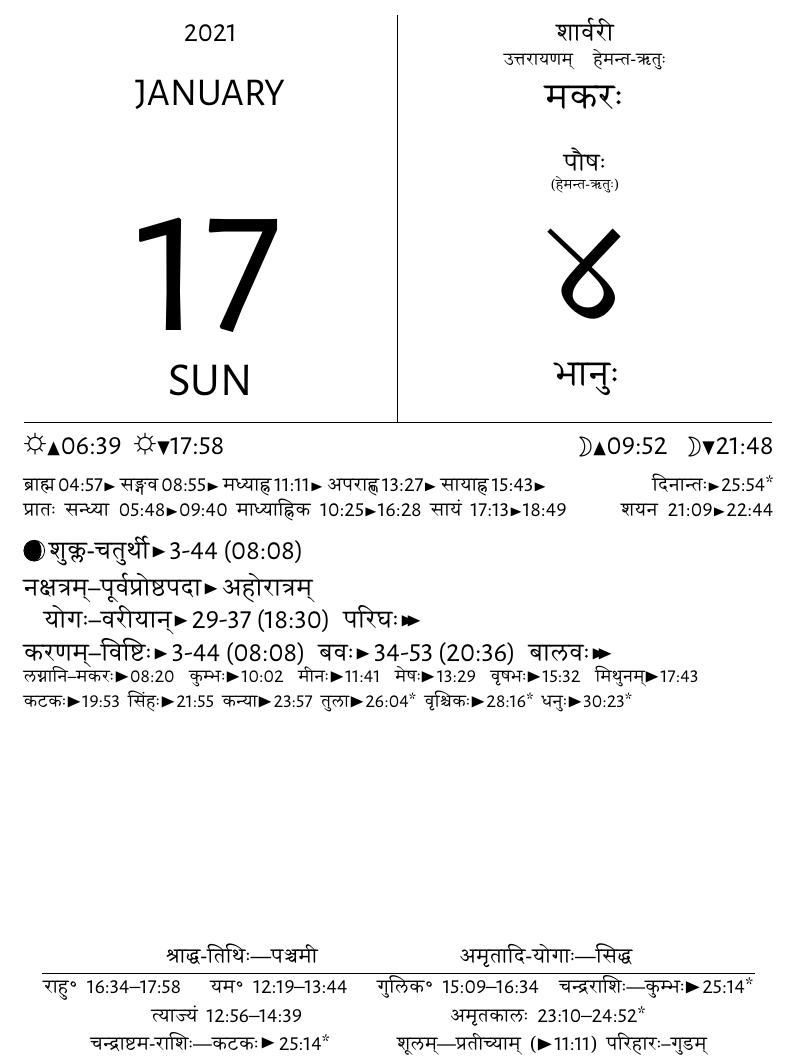 2021
JANUARY
17
SUN
शार्वरी
उत्तरायणम् हेमन्त-ऋतुः
मकरः
पौषः
(हेमन्त-ऋतुः)
४
भानुः
☼▲06:39 ☼▼17:58
☽▲09:52 ☽▼21:48
ब्राह्म 04:57► सङ्गव 08:55► मध्याह्न 11:11► अपराह्ण 13:27► सायाह्न 15:43► दिनान्तः►25:54*
प्रातः सन्ध्या 05:48►09:40 माध्याह्निक 10:25►16:28 सायं 17:13►18:49 शयन 21:09►22:44
शुक्ल-चतुर्थी►3-44 (08:08)
नक्षत्रम्–पूर्वप्रोष्ठपदा►अहोरात्रम्
योगः–वरीयान्►29-37 (18:30) परिघः►►
करणम्–विष्टिः►3-44 (08:08) बवः►34-53 (20:36) बालवः►►
लग्नानि–मकरः►08:20 कुम्भः►10:02 मीनः►11:41 मेषः►13:29 वृषभः►15:32 मिथुनम्►17:43
कटकः►19:53 सिंहः►21:55 कन्या►23:57 तुला►26:04* वृश्चिकः►28:16* धनुः►30:23*
श्राद्ध-तिथिः—पञ्चमी अमृतादि-योगाः—सिद्ध
राहु° 16:34–17:58 यम° 12:19–13:44 गुलिक° 15:09–16:34 चन्द्रराशिः—कुम्भः►25:14*
त्याज्यं 12:56–14:39 अमृतकालः 23:10–24:52*
चन्द्राष्टम-राशिः—कटकः►25:14* शूलम्—प्रतीच्याम् (►11:11) परिहारः–गुडम्